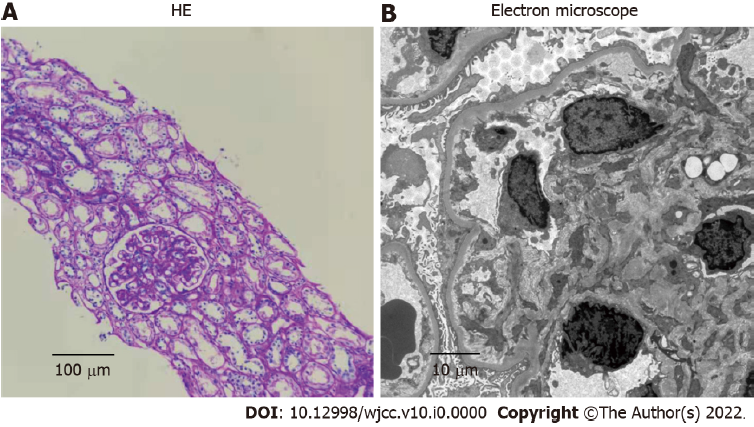 A HE
B Electron microscope
100 μm
10 μm
DOI: 10.12998/wjcc.v10.i0.0000 Copyright ©The Author(s) 2022.